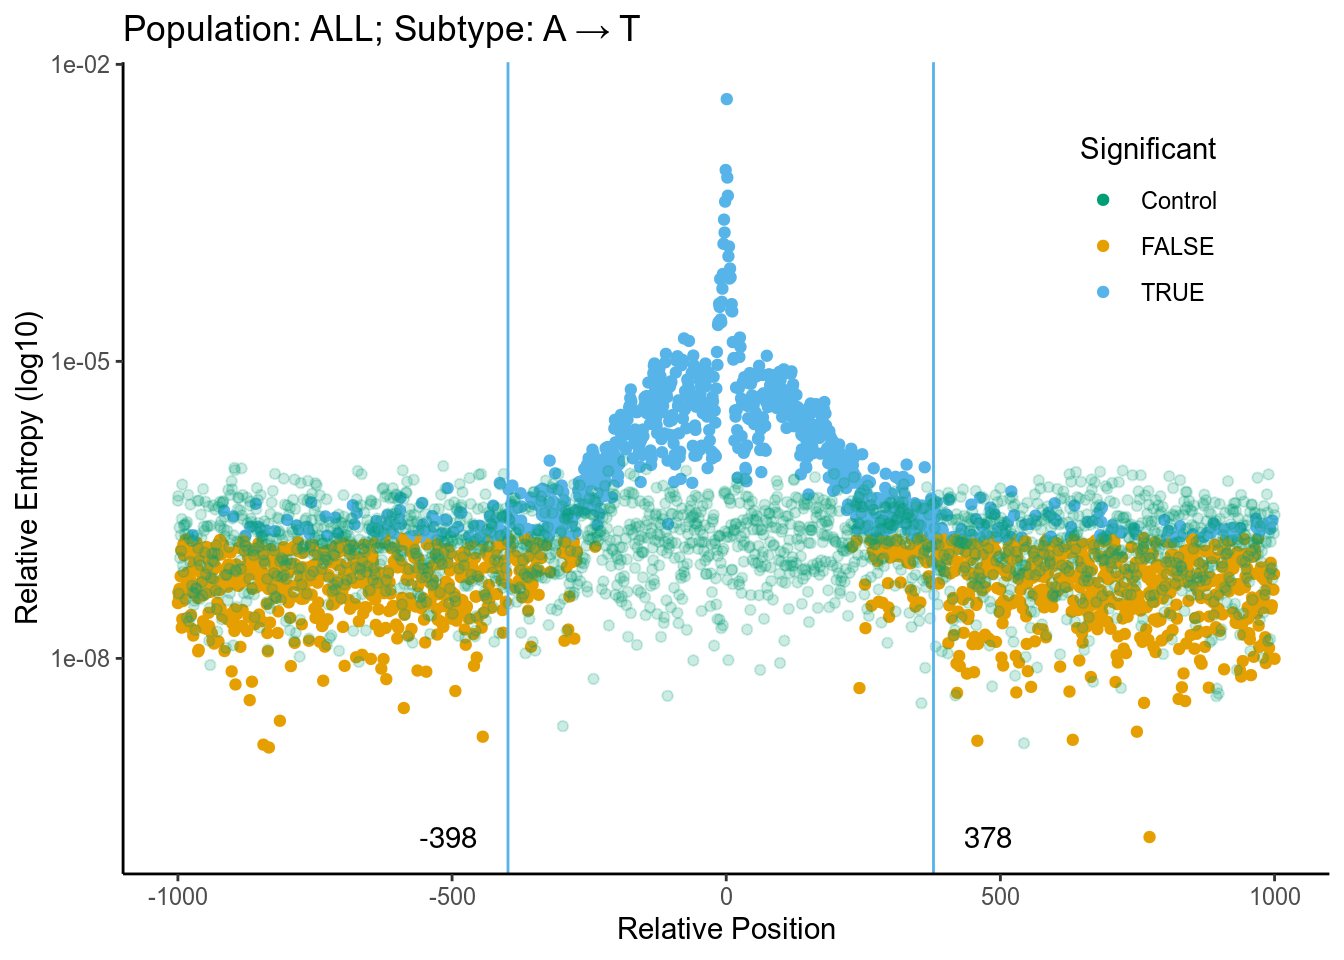 Population: ALL; Subtype: A → T
1e-02
1e-05
1e-08
Relative Entropy (log10)
Significant
Control
FALSE
TRUE
-398
378
-1000
-500
0
500
1000
Relative Position